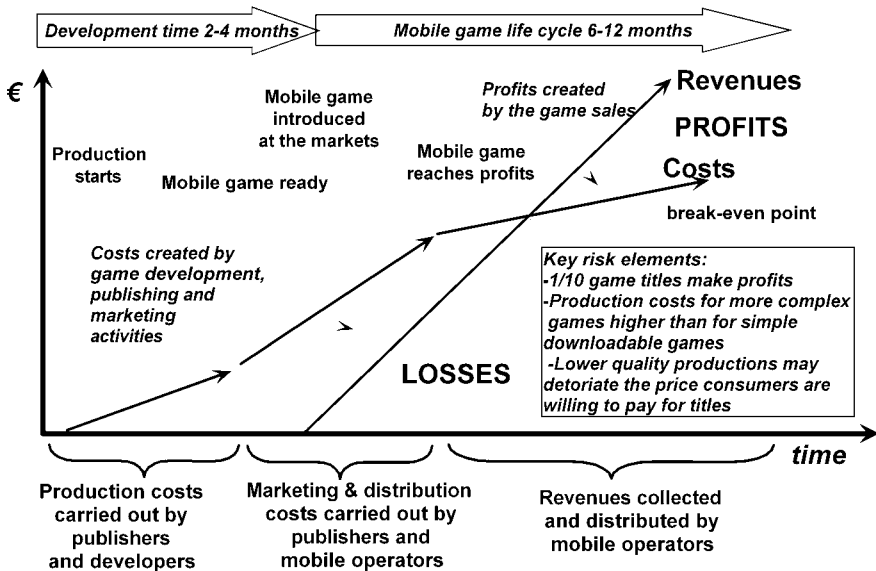 Development time 2-4 months
Mobile game life cycle 6-12 months
€
Profits created
by the game sales
Revenues
Mobile game
introduced
at the markets
PROFITS
Production
starts
Mobile game
reaches profits
Costs
Mobile game ready
break-even point
Costs created by
game development,
publishing and
marketing
activities
Key risk elements:
-1/10 game titles make profits
-Production costs for more complex
games higher than for simple
downloadable games
-Lower quality productions may
detoriate the price consumers are
willing to pay for titles
LOSSES
time
Production costs
carried out by
publishers
and developers
Marketing & distribution
costs carried out by
publishers and
mobile operators
Revenues collected
and distributed by
mobile operators